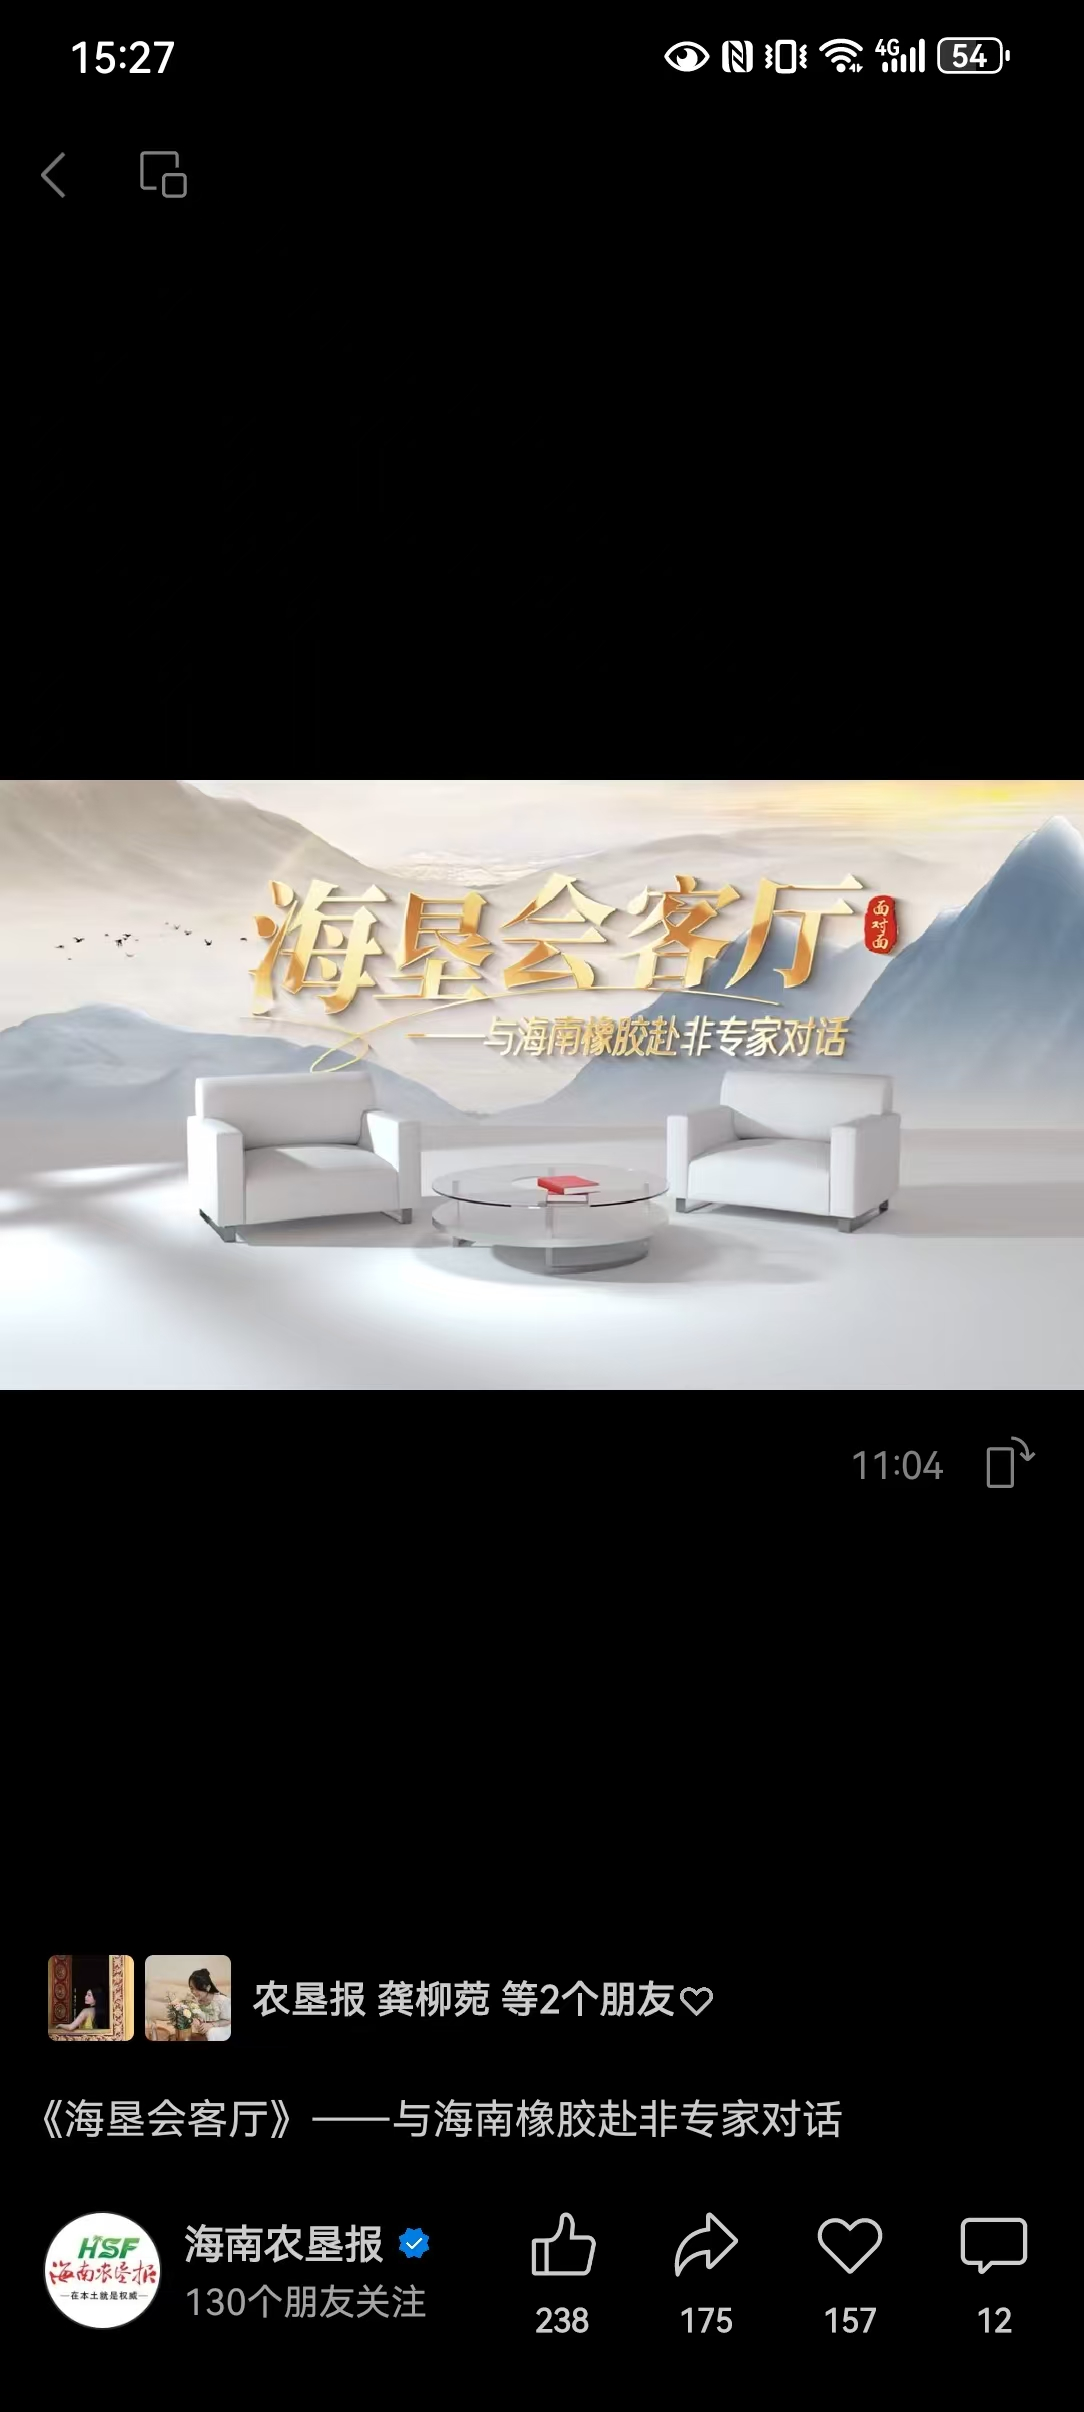 15:27
4G
54
海垦会客厅
面对面
——与海南橡胶赴非专家对话
11:04
农垦报 龚柳菀 等2个朋友♡
《海垦会客厅》——与海南橡胶赴非专家对话
HSF
海南农垦报
—在本土就是权威—
海南农垦报
130个朋友关注
238
175
157
12